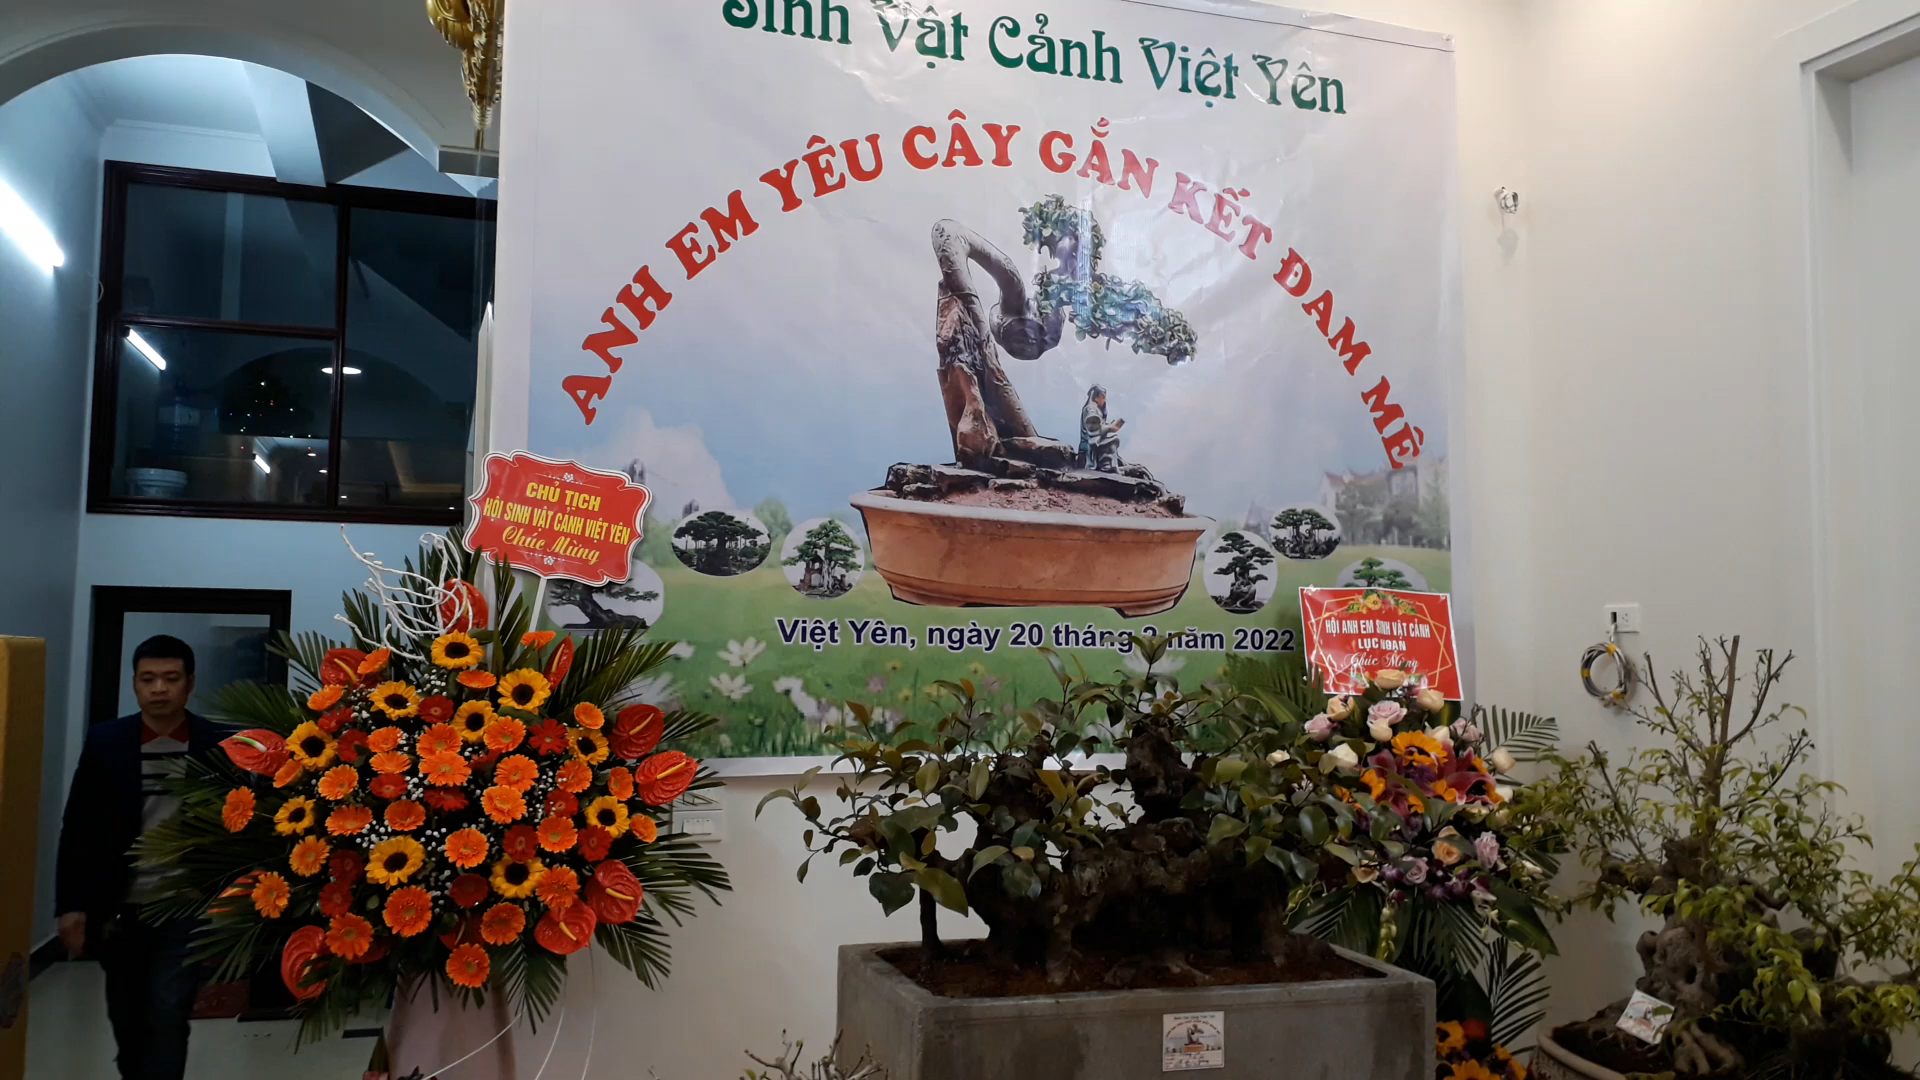 Sinh Vật Cảnh Việt Yên
ANH EM YÊU CÂY GẮN KẾT ĐAM MÊ
CHỦ TỊCH
HỘI SINH VẬT CẢNH VIỆT YÊN
Chúc Mừng
Việt Yên, ngày 20 tháng 2 năm 2022
HỘI ANH EM SINH VẬT CẢNH
LỤC NGẠN
Chúc Mừng